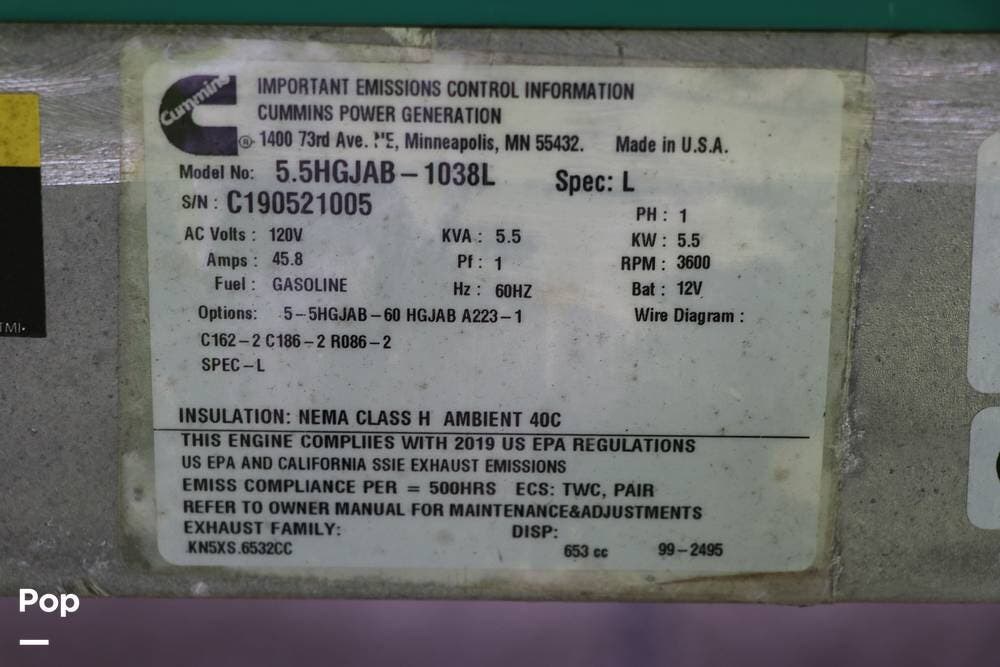 Cummins
®
IMPORTANT EMISSIONS CONTROL INFORMATION
CUMMINS POWER GENERATION
1400 73rd Ave. NE, Minneapolis, MN 55432. Made in U.S.A.
Model No: 5.5HGJAB-1038L Spec: L
S/N : C190521005 PH : 1
AC Volts : 120V KVA : 5.5 KW : 5.5
Amps : 45.8 Pf : 1 RPM : 3600
Fuel : GASOLINE Hz : 60HZ Bat : 12V
Options: 5-5HGJAB-60 HGJAB A223-1 Wire Diagram :
C162-2 C186-2 R086-2
SPEC-L
INSULATION: NEMA CLASS H AMBIENT 40C
THIS ENGINE COMPLIIES WITH 2019 US EPA REGULATIONS
US EPA AND CALIFORNIA SSIE EXHAUST EMISSIONS
EMISS COMPLIANCE PER = 500HRS ECS: TWC, PAIR
REFER TO OWNER MANUAL FOR MAINTENANCE&ADJUSTMENTS
EXHAUST FAMILY: DISP:
KN5XS.6532CC 653 cc 99-2495
TMI.
Pop